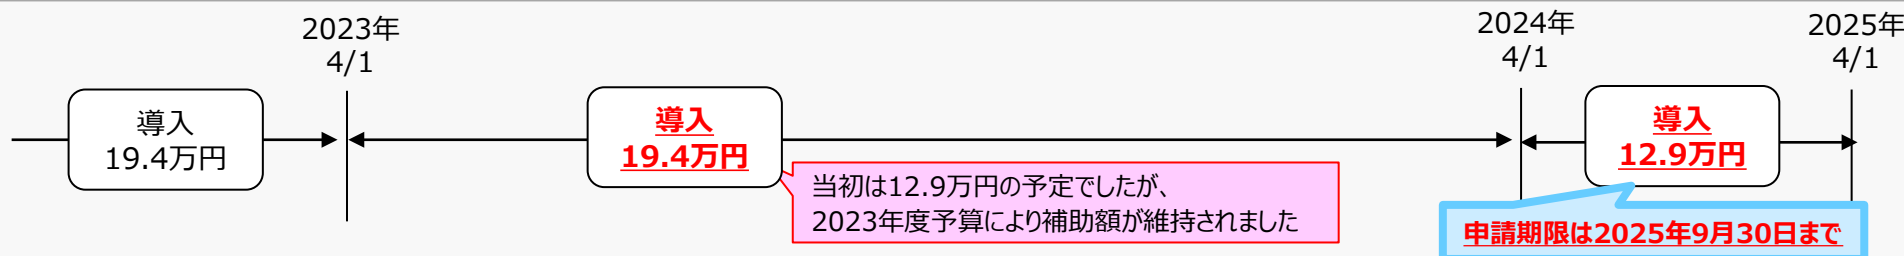 2023年
4/1
2024年
4/1
2025年
4/1
導入
19.4万円
導入
19.4万円
導入
12.9万円
当初は12.9万円の予定でしたが、
2023年度予算により補助額が維持されました
申請期限は2025年9月30日まで